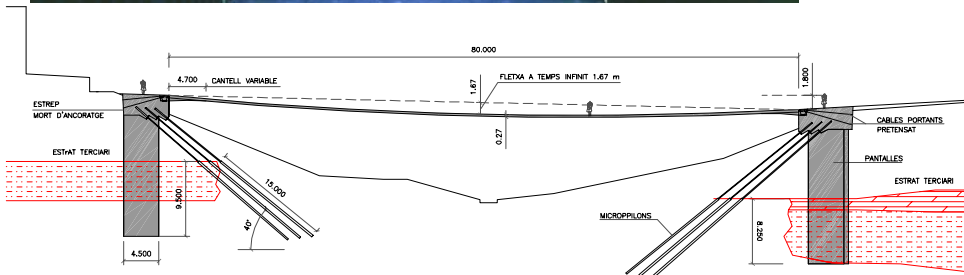 80.000
4.700
CANTELL VARIABLE
1.67
FLETXA A TEMPS INFINIT 1.67 m
1.800
ESTREP
MORT D'ANCORATGE
0.27
CABLES PORTANTS
PRETENSAT
ESTrAT TERCIARI
PANTALLES
ESTRAT TERCIARI
15.000
9.500
40°
MICROPPILONS
8.250
4.500